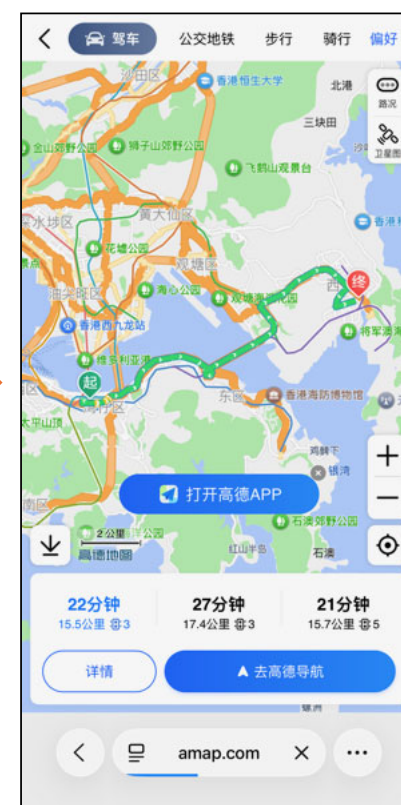 驾车 公交地铁 步行 骑行 偏好
沙田区
香港恒生大学
北港
路况
三块田
金山郊野公园
狮子山郊野公园
卫星图
飞鹅山观景台
深水埗区
黄大仙区
花墟公园
观塘区
终
油尖旺区
海心公园
香港西九龙站
将军澳
维多利亚港
起
东区
香港海防博物馆
湾仔区
太平山顶
鸡棘下
银湾
南区
打开高德APP
石澳郊野公园
2公里
高德地图
红山半岛
石澳
22分钟 27分钟 21分钟
15.5公里 3 17.4公里 3 15.7公里 5
详情 去高德导航
amap.com